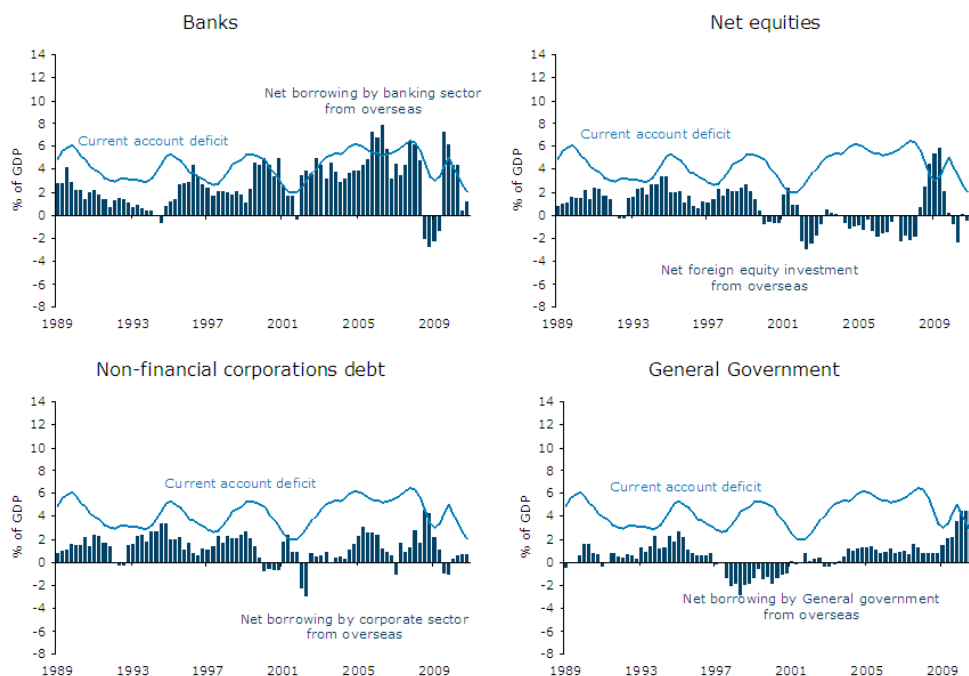 Banks
14
12
10
8
6
4
2
0
-2
-4
-6
-8
% of GDP
Net borrowing by banking sector
from overseas
Current account deficit
1989 1993 1997 2001 2005 2009
Net equities
14
12
10
8
6
4
2
0
-2
-4
-6
-8
% of GDP
Current account deficit
Net foreign equity investment
from overseas
1989 1993 1997 2001 2005 2009
Non-financial corporations debt
14
12
10
8
6
4
2
0
-2
-4
-6
-8
% of GDP
Current account deficit
Net borrowing by corporate sector
from overseas
1989 1993 1997 2001 2005 2009
General Government
14
12
10
8
6
4
2
0
-2
-4
-6
-8
% of GDP
Current account deficit
Net borrowing by General government
from overseas
1989 1993 1997 2001 2005 2009